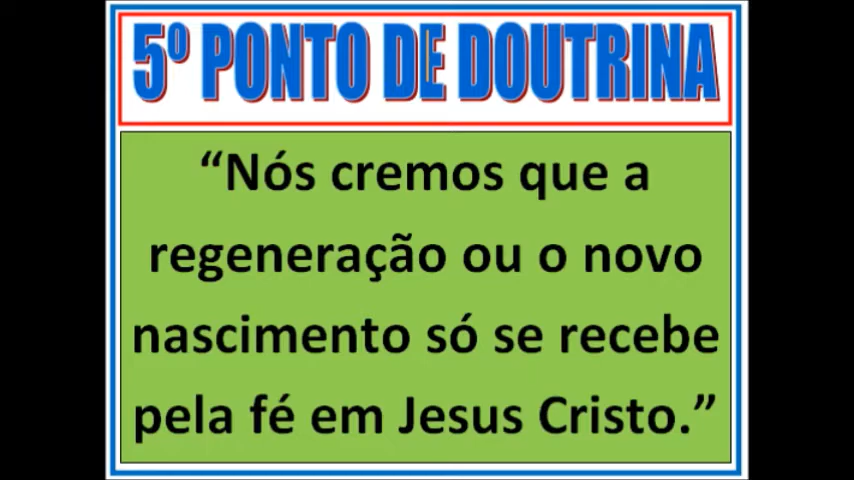 5º PONTO DE DOUTRINA
“Nós cremos que a
regeneração ou o novo
nascimento só se recebe
pela fé em Jesus Cristo.”